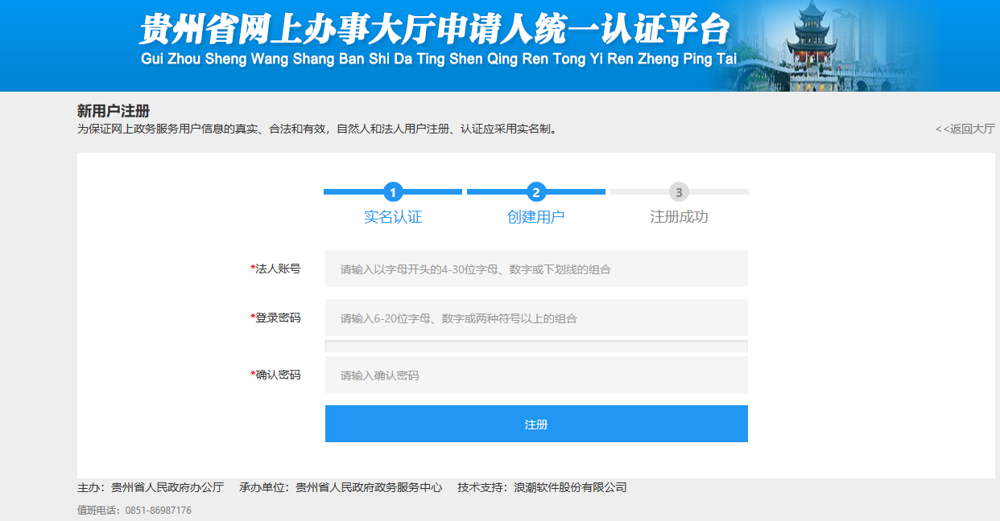 贵州省网上办事大厅申请人统一认证平台
Gui Zhou Sheng Wang Shang Ban Shi Da Ting Shen Qing Ren Tong Yi Ren Zheng Ping Tai
新用户注册
为保证网上政务服务用户信息的真实、合法和有效，自然人和法人用户注册、认证应采用实名制。
<<返回大厅
1 2 3
实名认证 创建用户 注册成功
*法人账号 请输入以字母开头的4-30位字母、数字或下划线的组合
*登录密码 请输入6-20位字母、数字或两种符号以上的组合
*确认密码 请输入确认密码
注册
主办：贵州省人民政府办公厅 承办单位：贵州省人民政府政务服务中心 技术支持：浪潮软件股份有限公司
值班电话：0851-86987176